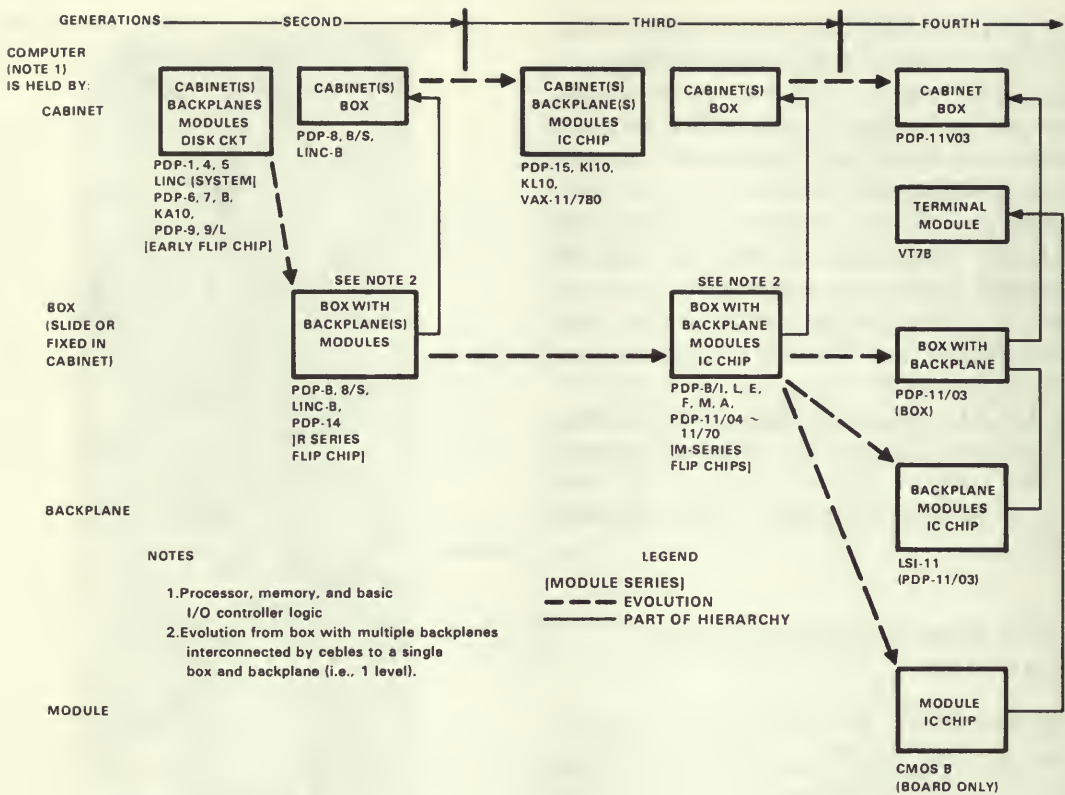 GENERATIONS SECOND THIRD FOURTH
COMPUTER
(NOTE 1)
IS HELD BY:
CABINET
CABINET(S)
BACKPLANES
MODULES
DISK CKT
PDP-1, 4, 5
LINC [SYSTEM]
PDP-6, 7, B,
KA10,
PDP-9, 9/L
[EARLY FLIP CHIP]
CABINET(S)
BOX
PDP-8, 8/S,
LINC-B
CABINET(S)
BACKPLANE(S)
MODULES
IC CHIP
PDP-15, KI10,
KL10,
VAX-11/7B0
CABINET(S)
BOX
CABINET
BOX
PDP-11V03
TERMINAL
MODULE
VT7B
BOX
(SLIDE OR
FIXED IN
CABINET)
SEE NOTE 2
BOX WITH
BACKPLANE(S)
MODULES
PDP-B, 8/S,
LINC-B,
PDP-14
[R SERIES
FLIP CHIP]
SEE NOTE 2
BOX WITH
BACKPLANE
MODULES
IC CHIP
PDP-B/I, L, E,
F, M, A,
PDP-11/04 ~
11/70
[M-SERIES
FLIP CHIPS]
BOX WITH
BACKPLANE
PDP-11/03
(BOX)
BACKPLANE
MODULES
IC CHIP
LSI-11
(PDP-11/03)
BACKPLANE
NOTES
1.Processor, memory, and basic
I/O controller logic
2.Evolution from box with multiple backplanes
interconnected by cebles to a single
box and backplane (i.e., 1 level).
LEGEND
[MODULE SERIES]
EVOLUTION
PART OF HIERARCHY
MODULE
MODULE
IC CHIP
CMOS B
(BOARD ONLY)